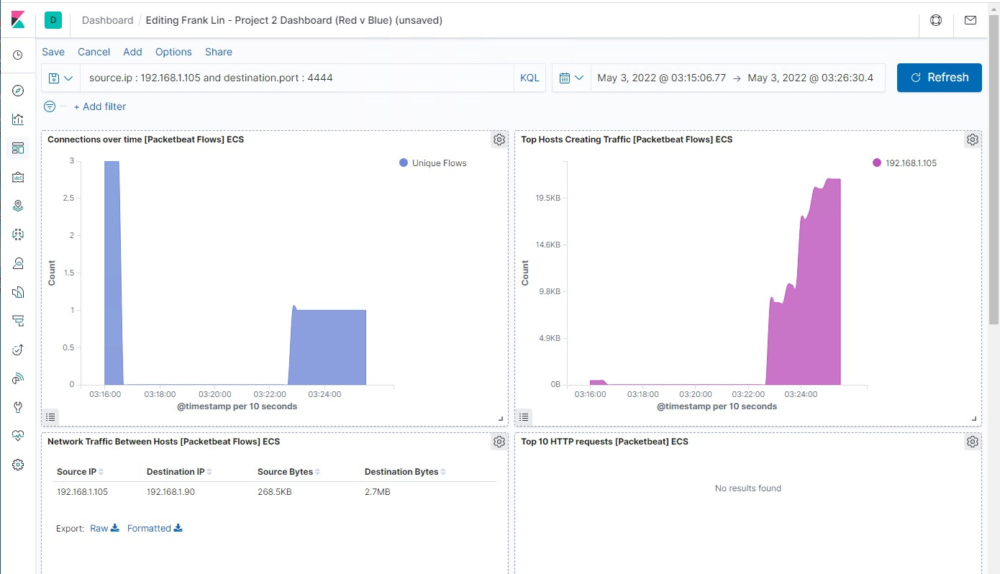 D Dashboard / Editing Frank Lin - Project 2 Dashboard (Red v Blue) (unsaved)
Save Cancel Add Options Share
source.ip : 192.168.1.105 and destination.port : 4444 KQL May 3, 2022 @ 03:15:06.77 → May 3, 2022 @ 03:26:30.4 Refresh
+ Add filter
Connections over time [Packetbeat Flows] ECS
Unique Flows
3
2.5
2
1.5
1
0.5
0
Count
03:16:00 03:18:00 03:20:00 03:22:00 03:24:00
@timestamp per 10 seconds
Top Hosts Creating Traffic [Packetbeat Flows] ECS
192.168.1.105
19.5KB
14.6KB
9.8KB
4.9KB
0B
Count
03:16:00 03:18:00 03:20:00 03:22:00 03:24:00
@timestamp per 10 seconds
Network Traffic Between Hosts [Packetbeat Flows] ECS
Source IP Destination IP Source Bytes Destination Bytes
192.168.1.105 192.168.1.90 268.5KB 2.7MB
Export: Raw Formatted
Top 10 HTTP requests [Packetbeat] ECS
No results found